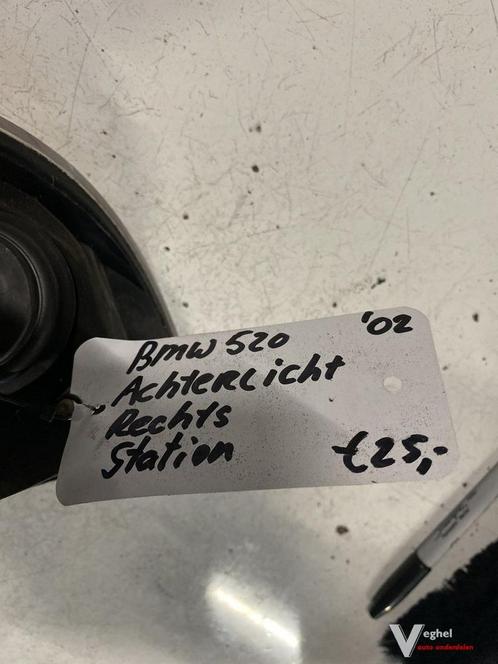 BMW 520 '02
Achterlicht
Rechts
Station €25,-
Veghel
auto onderdelen